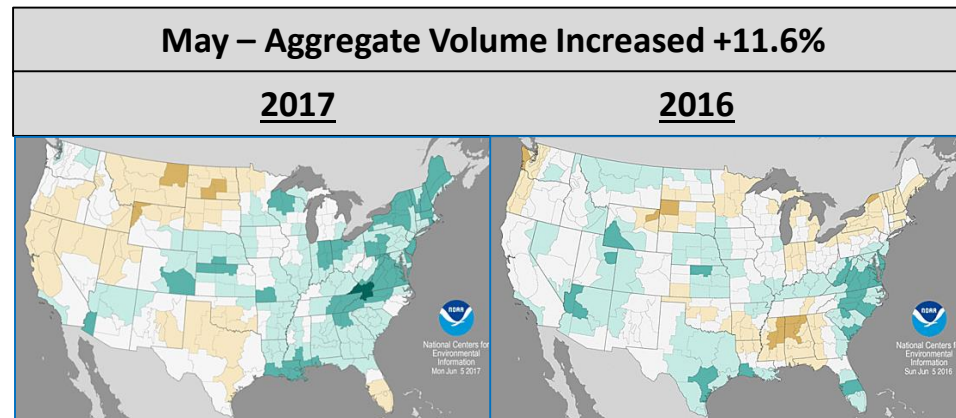 May – Aggregate Volume Increased +11.6%
2017
2016
NOAA
National Centers for
Environmental
Information
Mon Jun 5 2017
NOAA
National Centers for
Environmental
Information
Sun Jun 5 2016